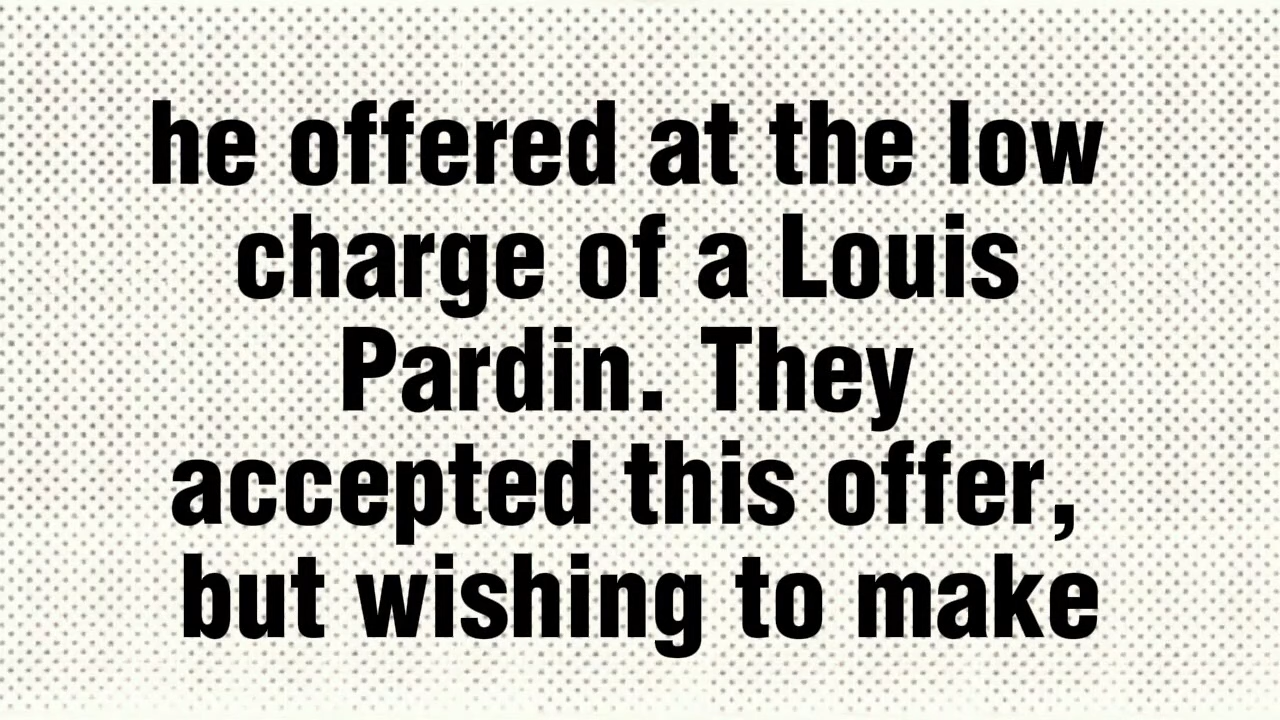 he offered at the low
charge of a Louis
Pardin. They
accepted this offer,
but wishing to make